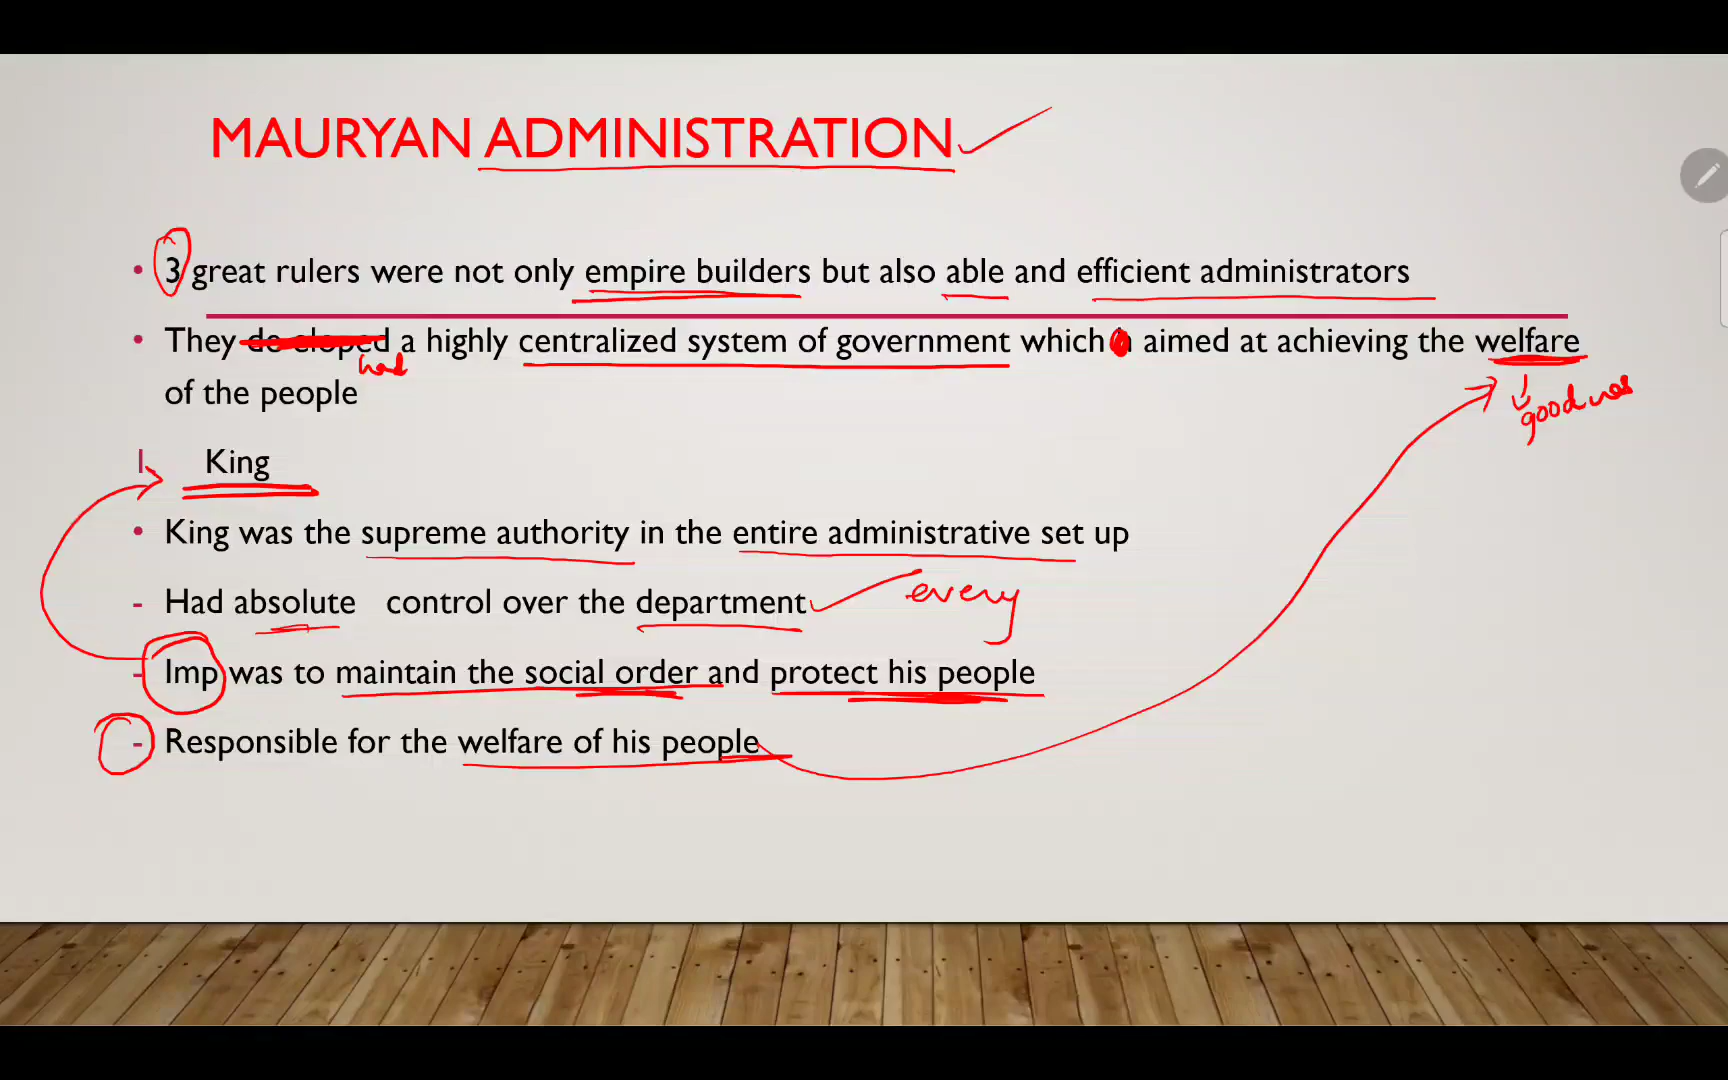 MAURYAN ADMINISTRATION
• 3 great rulers were not only empire builders but also able and efficient administrators
• They a highly centralized system of government which aimed at achieving the welfare
had
of the people
goodness
1. King
• King was the supreme authority in the entire administrative set up
- Had absolute control over the department every
- Imp was to maintain the social order and protect his people
- Responsible for the welfare of his people